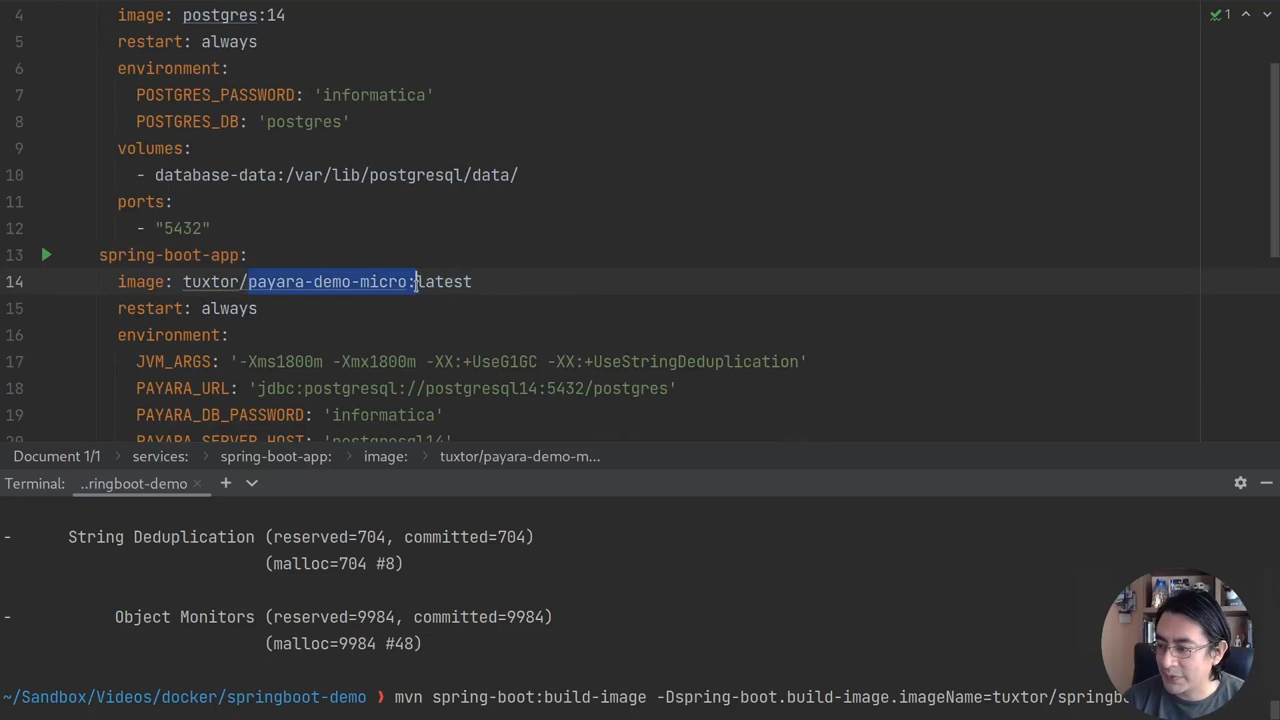 4 image: postgres:14
5 restart: always
6 environment:
7 POSTGRES_PASSWORD: 'informatica'
8 POSTGRES_DB: 'postgres'
9 volumes:
10 - database-data:/var/lib/postgresql/data/
11 ports:
12 - "5432"
13 spring-boot-app:
14 image: tuxtor/payara-demo-micro:latest
15 restart: always
16 environment:
17 JVM_ARGS: '-Xms1800m -Xmx1800m -XX:+UseG1GC -XX:+UseStringDeduplication'
18 PAYARA_URL: 'jdbc:postgresql://postgresql14:5432/postgres'
19 PAYARA_DB_PASSWORD: 'informatica'
20 PAYARA_SERVER_HOST: 'postgresql14'
1
Document 1/1 services: spring-boot-app: image: tuxtor/payara-demo-m...
Terminal: ..ringboot-demo × +
- String Deduplication (reserved=704, committed=704)
(malloc=704 #8)
- Object Monitors (reserved=9984, committed=9984)
(malloc=9984 #48)
~/Sandbox/Videos/docker/springboot-demo ❯ mvn spring-boot:build-image -Dspring-boot.build-image.imageName=tuxtor/springb